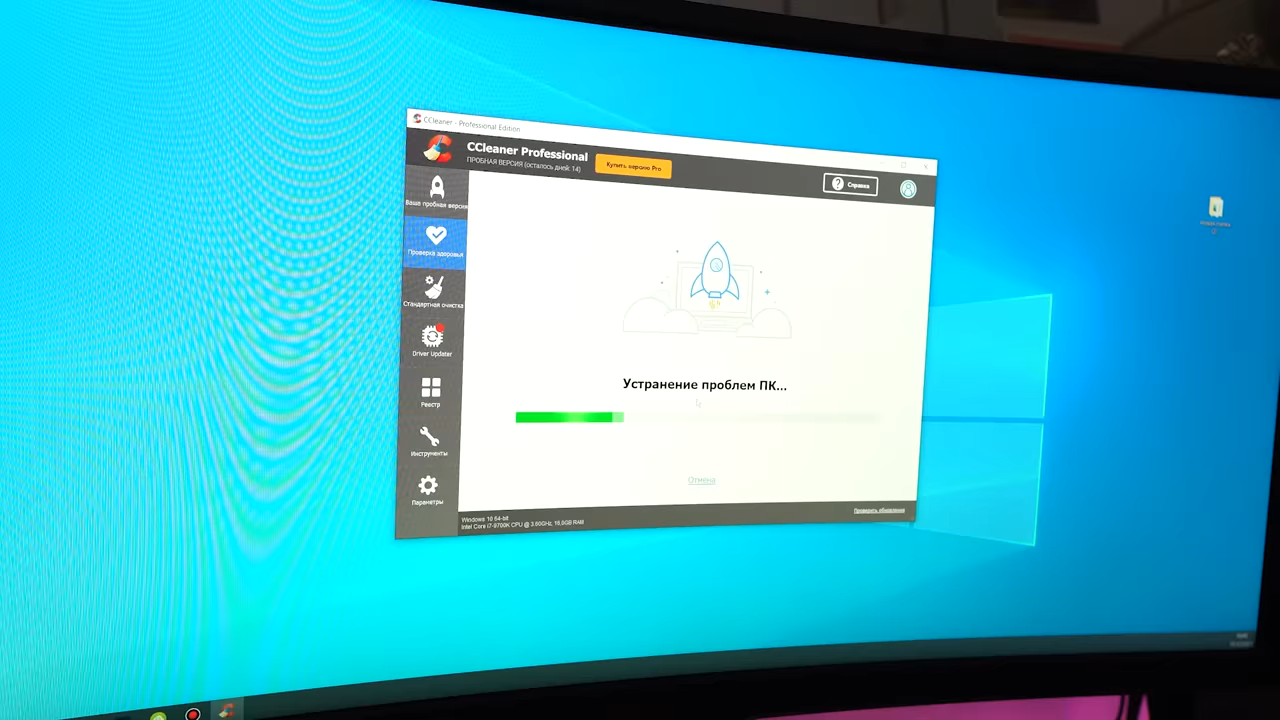 CCleaner - Professional Edition
CCleaner Professional
ПРОБНАЯ ВЕРСИЯ (осталось дней: 14)
Купить версию Pro
Справка
Ваша пробная версия
Проверка здоровья
Стандартная очистка
Driver Updater
Реестр
Инструменты
Параметры
Устранение проблем ПК...
Отмена
Windows 10 64-bit
Intel Core i7-9700K CPU @ 3.60GHz, 16,0GB RAM
Проверить обновления